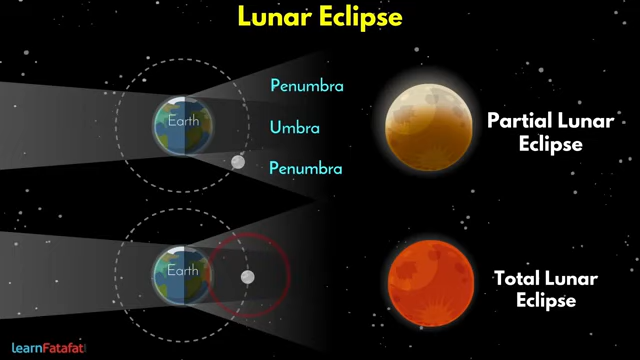 Lunar Eclipse
Penumbra
Earth
Umbra
Penumbra
Partial Lunar
Eclipse
Earth
Total Lunar
Eclipse
learnFatafat